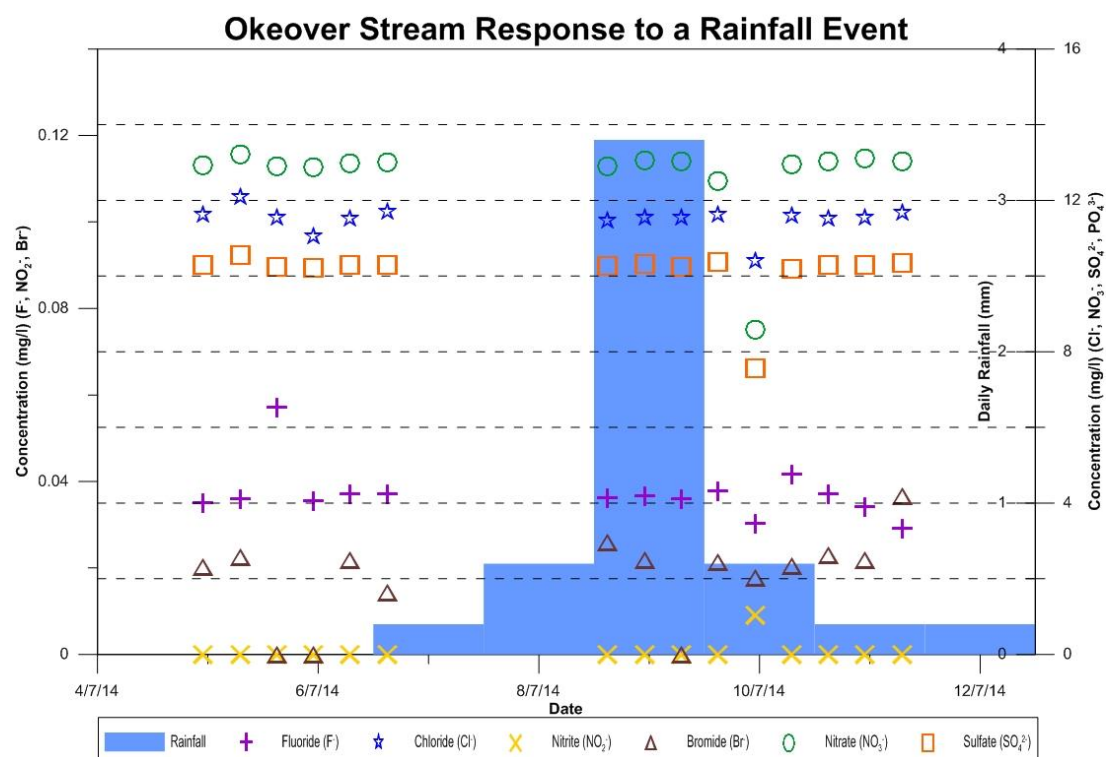 Okeover Stream Response to a Rainfall Event
4 16
0.12
3 12
Concentration (mg/l) (F⁻, NO₂⁻, Br⁻)
0.08
Daily Rainfall (mm)
Concentration (mg/l) (Cl⁻, NO₃⁻, SO₄²⁻, PO₄³⁻)
2 8
0.04
1 4
0 0 0
4/7/14 6/7/14 8/7/14 10/7/14 12/7/14
Date
Rainfall Fluoride (F⁻) Chloride (Cl⁻) Nitrite (NO₂⁻) Bromide (Br⁻) Nitrate (NO₃⁻) Sulfate (SO₄²⁻)